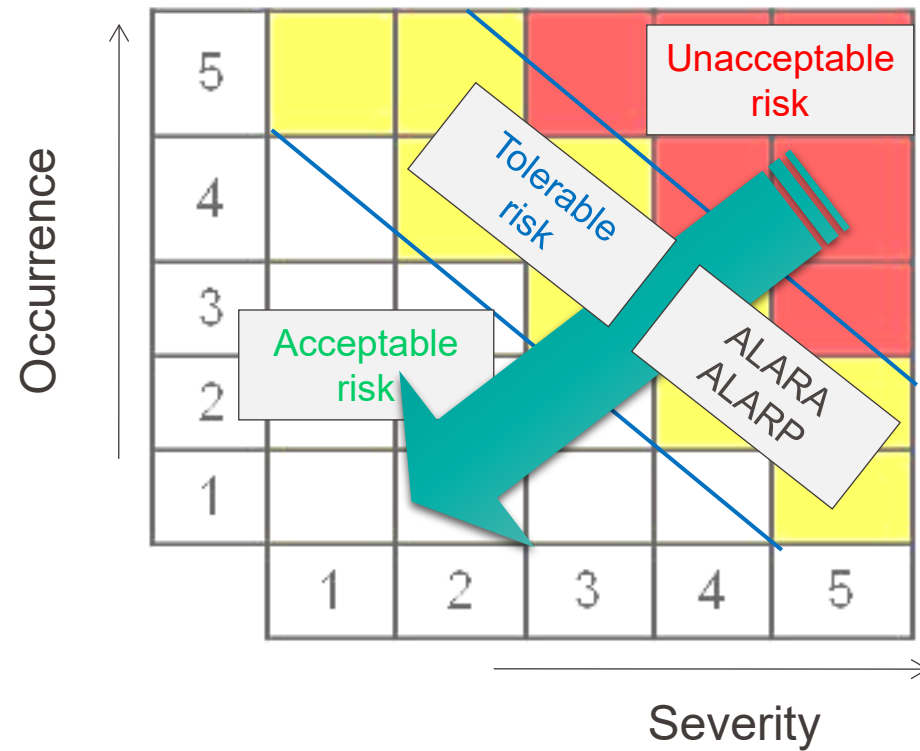 Occurrence
5
4
3
2
1
Unacceptable
risk
Tolerable
risk
ALARA
ALARP
Acceptable
risk
1 2 3 4 5
Severity